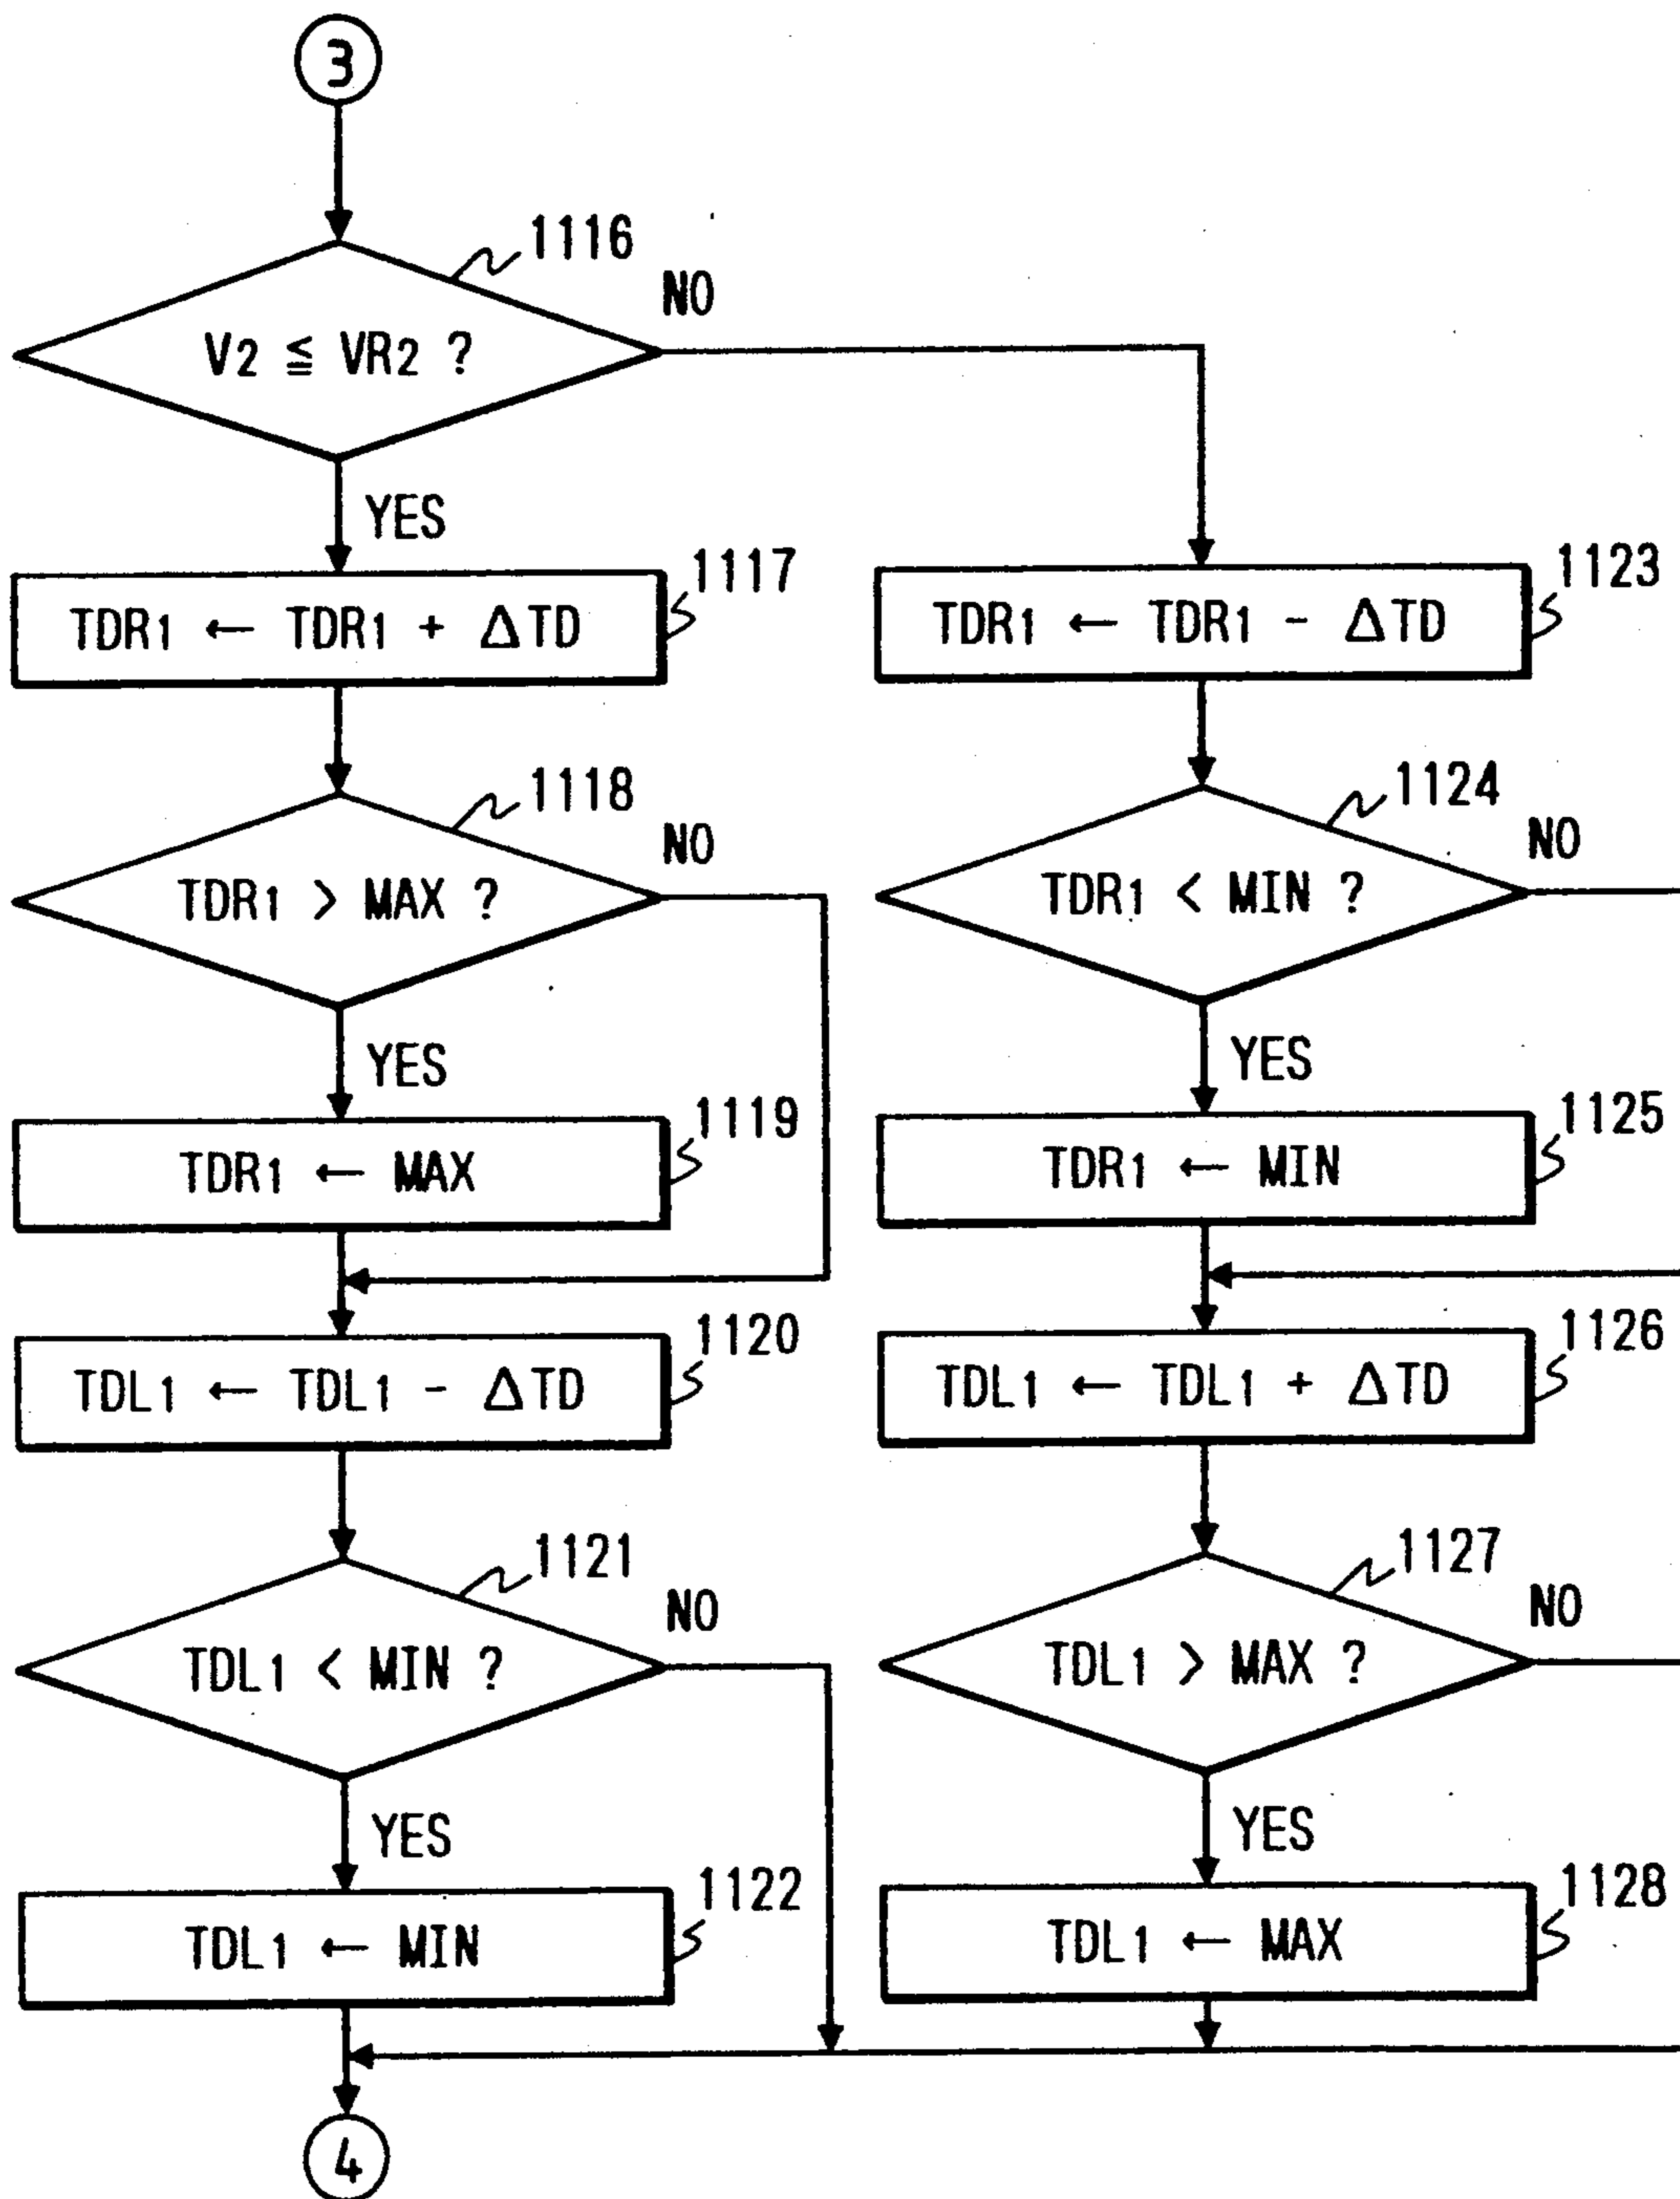 3
1116
NO
V2 ≦ VR2 ?
YES
1117
TDR1 ← TDR1 + ΔTD
1118
NO
TDR1 > MAX ?
YES
1119
TDR1 ← MAX
1120
TDL1 ← TDL1 - ΔTD
1121
NO
TDL1 < MIN ?
YES
1122
TDL1 ← MIN
1123
TDR1 ← TDR1 - ΔTD
1124
NO
TDR1 < MIN ?
YES
1125
TDR1 ← MIN
1126
TDL1 ← TDL1 + ΔTD
1127
NO
TDL1 > MAX ?
YES
1128
TDL1 ← MAX
4